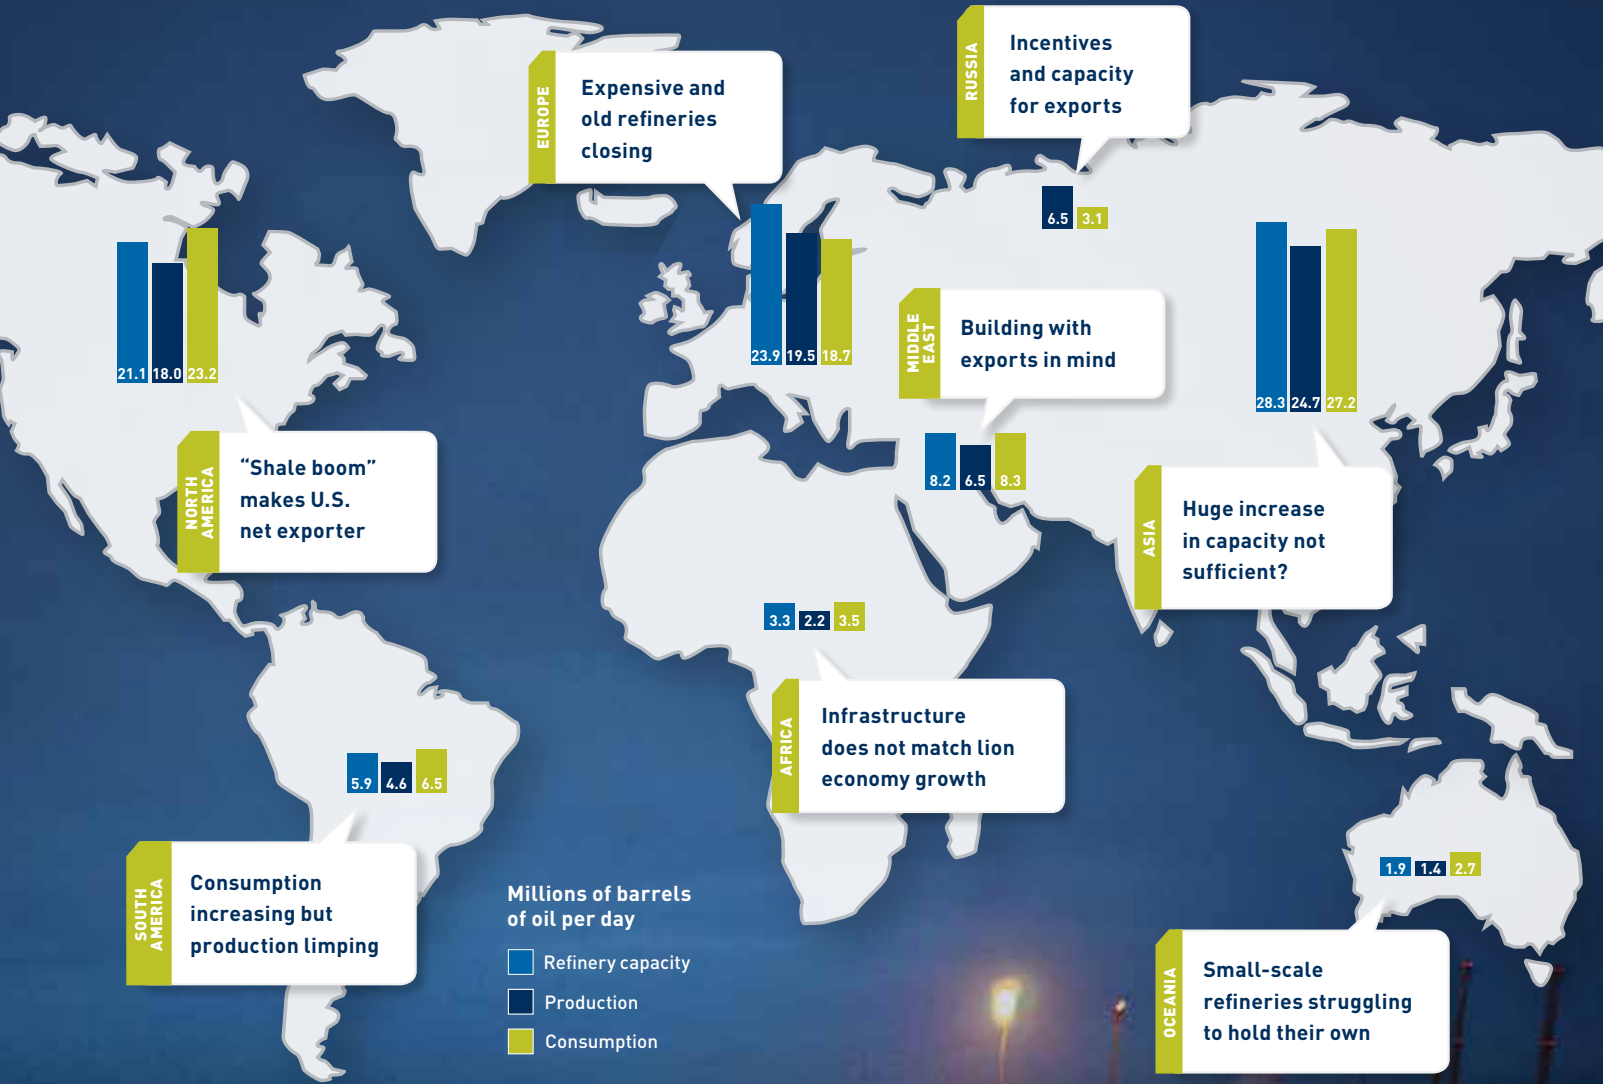 EUROPE
Expensive and
old refineries
closing
RUSSIA
Incentives
and capacity
for exports
6.5 3.1
21.1 18.0 23.2
23.9 19.5 18.7
MIDDLE
EAST
Building with
exports in mind
28.3 24.7 27.2
8.2 6.5 8.3
NORTH
AMERICA
“Shale boom”
makes U.S.
net exporter
ASIA
Huge increase
in capacity not
sufficient?
3.3 2.2 3.5
AFRICA
Infrastructure
does not match lion
economy growth
5.9 4.6 6.5
SOUTH
AMERICA
Consumption
increasing but
production limping
Millions of barrels
of oil per day
Refinery capacity
Production
Consumption
1.9 1.4 2.7
OCEANIA
Small-scale
refineries struggling
to hold their own